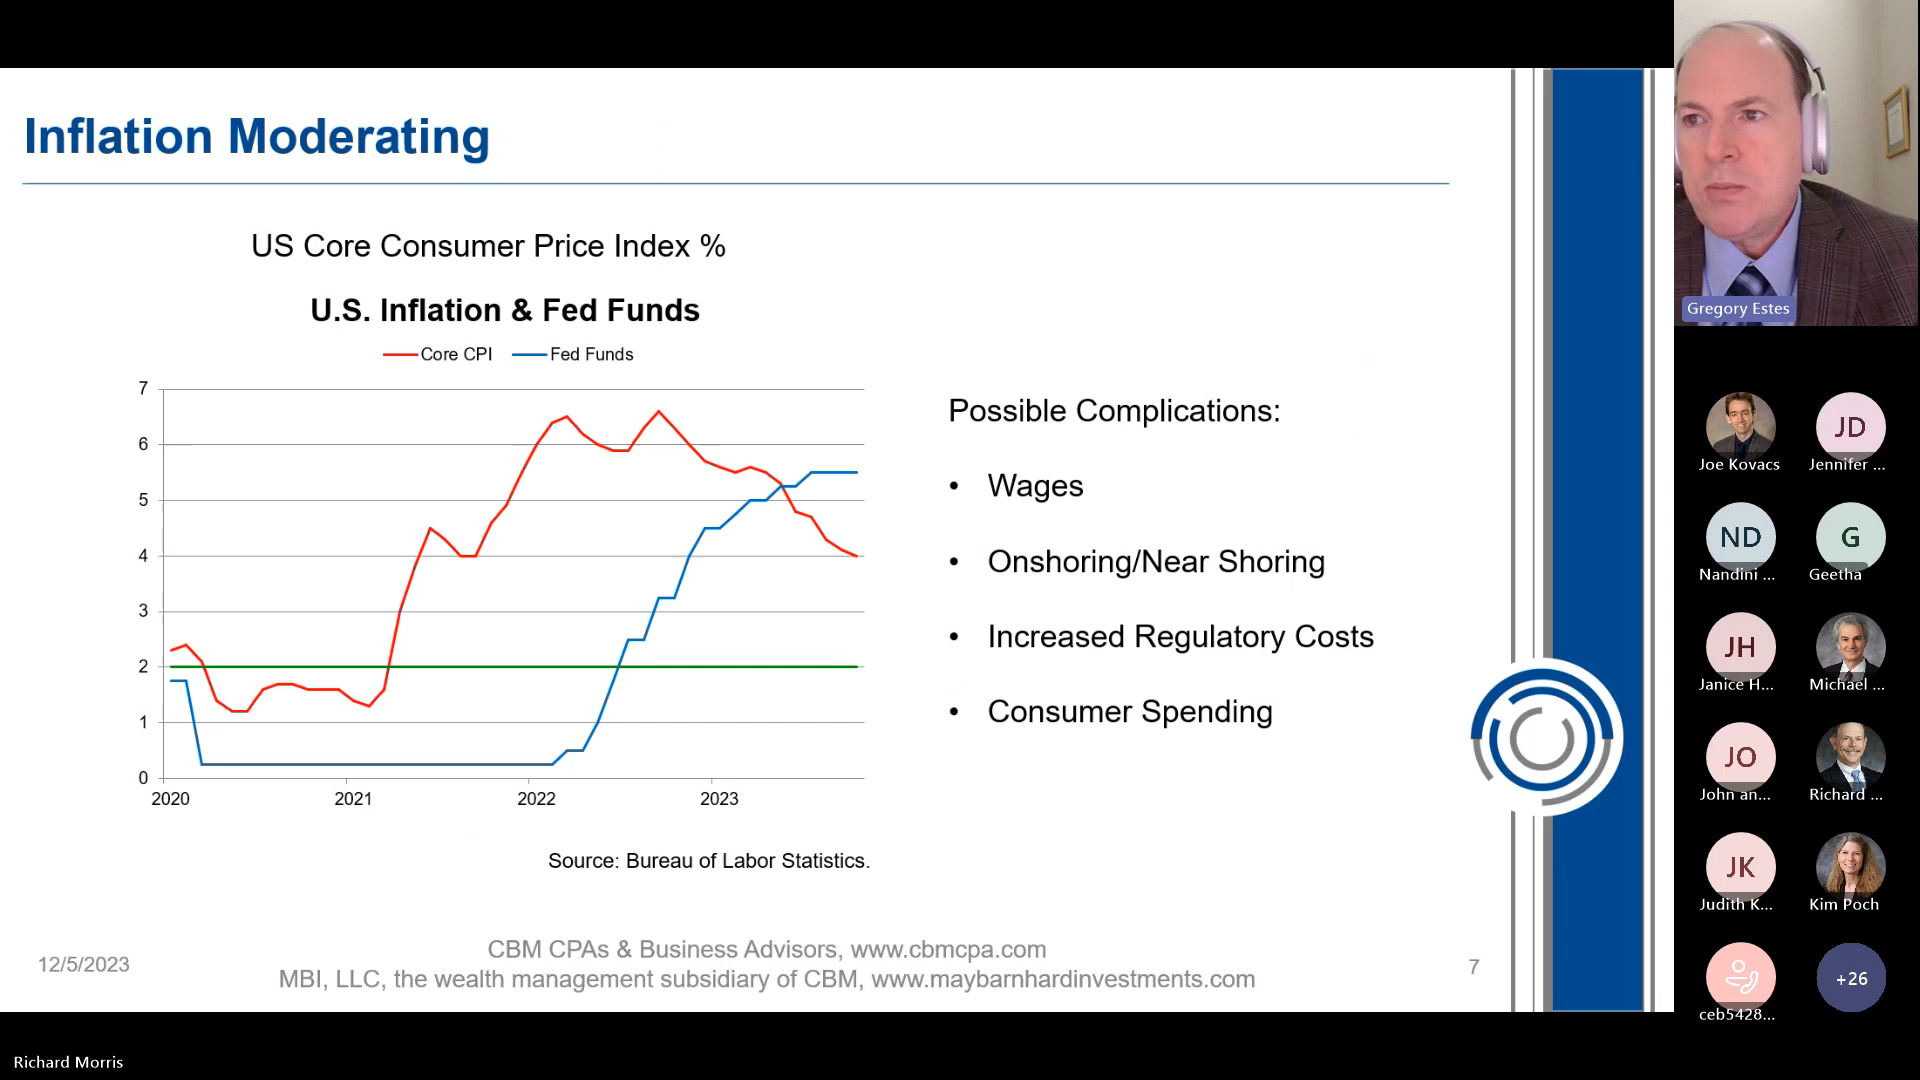 Inflation Moderating
US Core Consumer Price Index %
U.S. Inflation & Fed Funds
Core CPI Fed Funds
7
6
5
4
3
2
1
0
2020 2021 2022 2023
Source: Bureau of Labor Statistics.
Possible Complications:
• Wages
• Onshoring/Near Shoring
• Increased Regulatory Costs
• Consumer Spending
12/5/2023
CBM CPAs & Business Advisors, www.cbmcpa.com
MBI, LLC, the wealth management subsidiary of CBM, www.maybarnhardinvestments.com
7
Gregory Estes
JD
Joe Kovacs Jennifer ...
ND G
Nandini ... Geetha
JH
Janice H... Michael ...
JO
John an... Richard ...
JK
Judith K... Kim Poch
+26
ceb5428...
Richard Morris